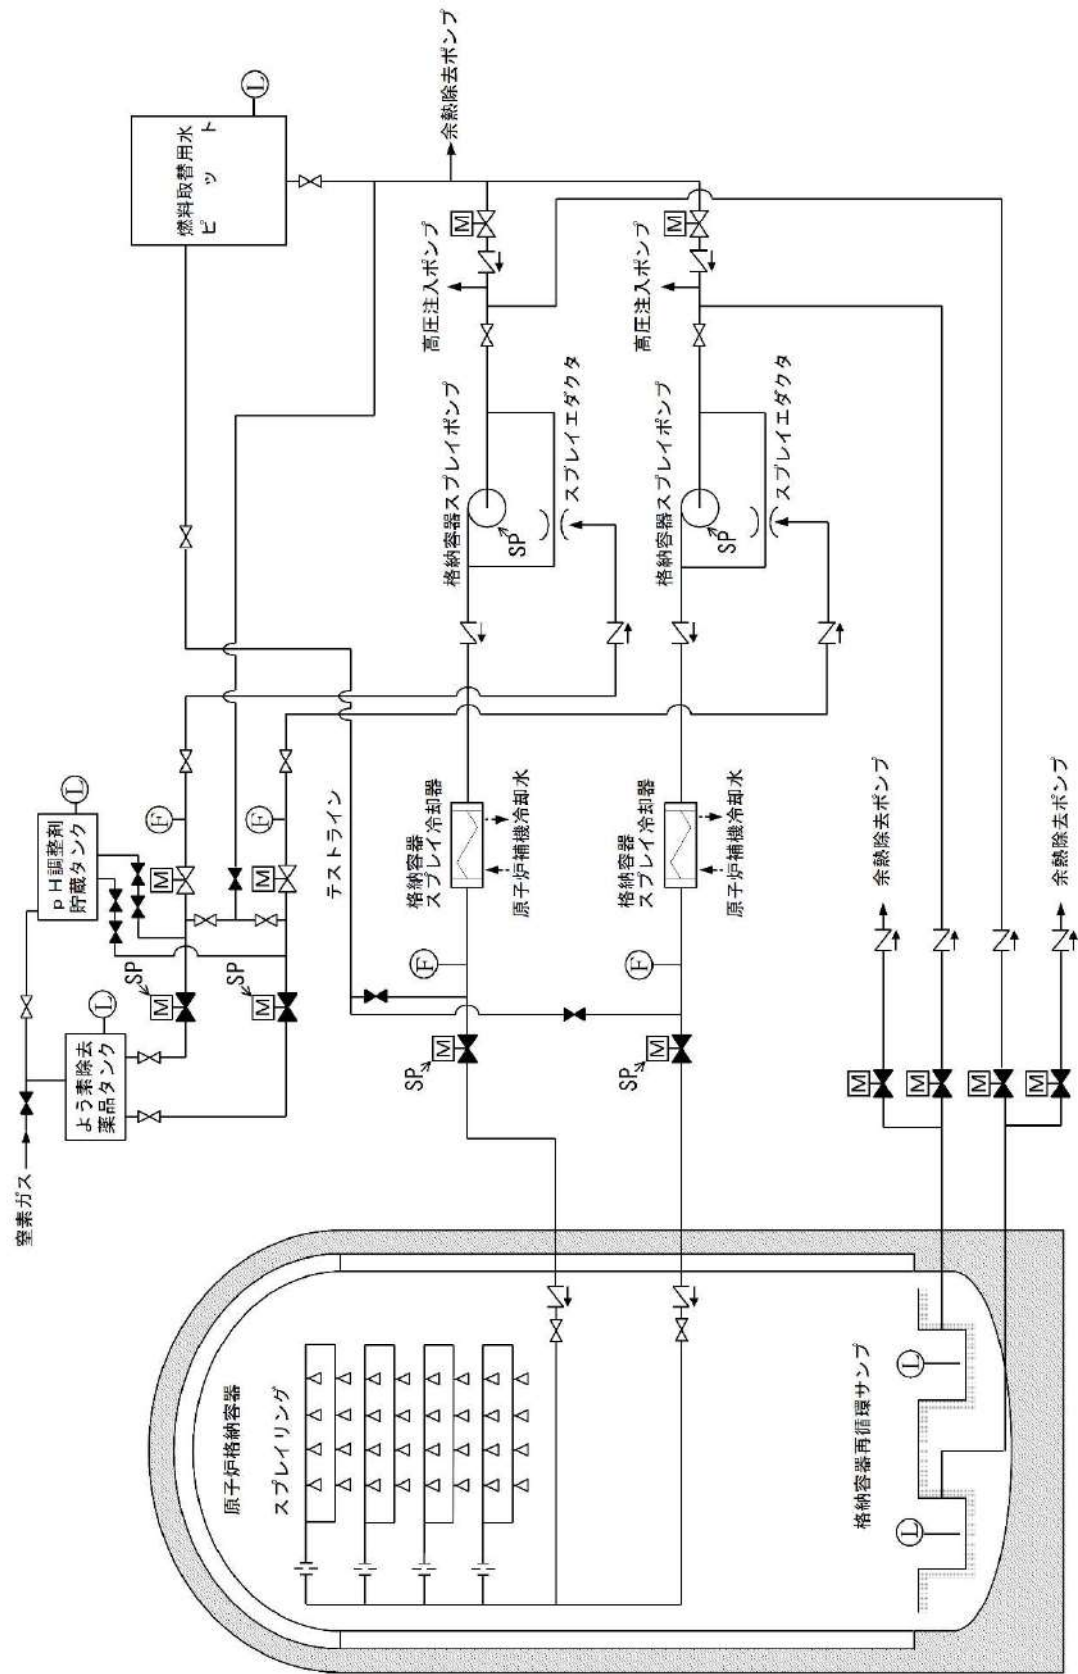 窒素ガス
よう素除去
薬品タンク
L
pH調整剤
貯蔵タンク
L
燃料取替用水
ピット
L
M
SP
M
SP
M
M
F
F
テストライン
余熱除去ポンプ
M
高圧注入ポンプ
格納容器スプレイポンプ
SP
スプレイエダクタ
格納容器
スプレイ冷却器
原子炉補機冷却水
F
M
SP
M
高圧注入ポンプ
格納容器スプレイポンプ
SP
スプレイエダクタ
格納容器
スプレイ冷却器
原子炉補機冷却水
F
M
SP
原子炉格納容器
スプレイリング
格納容器再循環サンプ
L
L
M
M
M
M
余熱除去ポンプ
余熱除去ポンプ